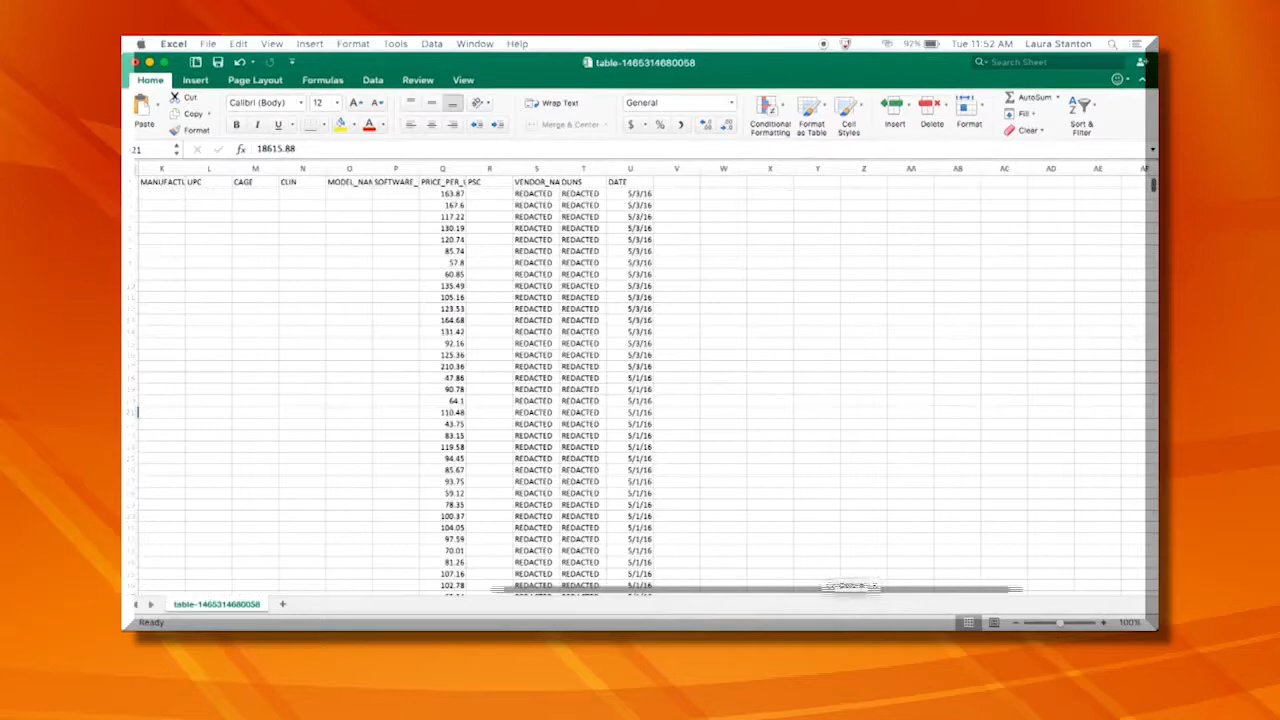 Excel File Edit View Insert Format Tools Data Window Help 92% Tue 11:52 AM Laura Stanton
table-1465314680058 Search Sheet
Home Insert Page Layout Formulas Data Review View
Cut Calibri (Body) 12 A A Wrap Text General AutoSum
Copy Fill
Paste Format B I U A Merge & Center $ % Conditional Formatting Format as Table Cell Styles Insert Delete Format Clear Sort & Filter
21 fx 18615.88
K L M N O P Q R S T U V W X Y Z AA AB AC AD AE AF
MANUFACTU UPC CAGE CLIN MODEL_NAM SOFTWARE_ PRICE_PER_U PSC VENDOR_NA DUNS DATE
163.87 REDACTED REDACTED 5/3/16
167.6 REDACTED REDACTED 5/3/16
117.22 REDACTED REDACTED 5/3/16
130.19 REDACTED REDACTED 5/3/16
120.74 REDACTED REDACTED 5/3/16
85.74 REDACTED REDACTED 5/3/16
57.8 REDACTED REDACTED 5/3/16
60.85 REDACTED REDACTED 5/3/16
135.49 REDACTED REDACTED 5/3/16
105.16 REDACTED REDACTED 5/3/16
123.53 REDACTED REDACTED 5/3/16
164.68 REDACTED REDACTED 5/3/16
131.42 REDACTED REDACTED 5/3/16
92.16 REDACTED REDACTED 5/3/16
125.36 REDACTED REDACTED 5/3/16
210.36 REDACTED REDACTED 5/3/16
47.86 REDACTED REDACTED 5/1/16
90.78 REDACTED REDACTED 5/1/16
64.1 REDACTED REDACTED 5/1/16
110.48 REDACTED REDACTED 5/1/16
43.75 REDACTED REDACTED 5/1/16
83.15 REDACTED REDACTED 5/1/16
119.58 REDACTED REDACTED 5/1/16
94.45 REDACTED REDACTED 5/1/16
85.67 REDACTED REDACTED 5/1/16
93.75 REDACTED REDACTED 5/1/16
59.12 REDACTED REDACTED 5/1/16
78.35 REDACTED REDACTED 5/1/16
100.37 REDACTED REDACTED 5/1/16
104.05 REDACTED REDACTED 5/1/16
97.59 REDACTED REDACTED 5/1/16
70.01 REDACTED REDACTED 5/1/16
81.26 REDACTED REDACTED 5/1/16
107.16 REDACTED REDACTED 5/1/16
102.78 REDACTED REDACTED 5/1/16
table-1465314680058 +
Ready 100%